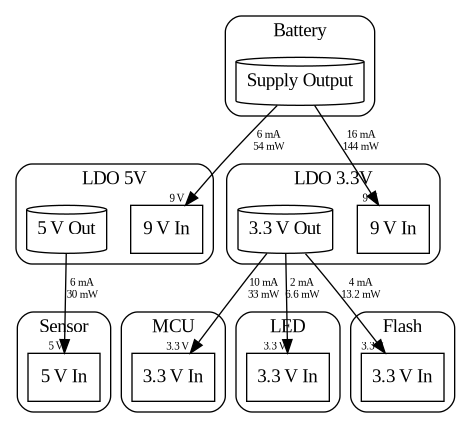 Battery
Supply Output
6 mA
54 mW
16 mA
144 mW
LDO 5V
LDO 3.3V
9 V
9
5 V Out
9 V In
3.3 V Out
9 V In
6 mA
30 mW
10 mA
33 mW
2 mA
6.6 mW
4 mA
13.2 mW
Sensor
MCU
LED
Flash
5 V
3.3 V
3.3 V
3.3
5 V In
3.3 V In
3.3 V In
3.3 V In